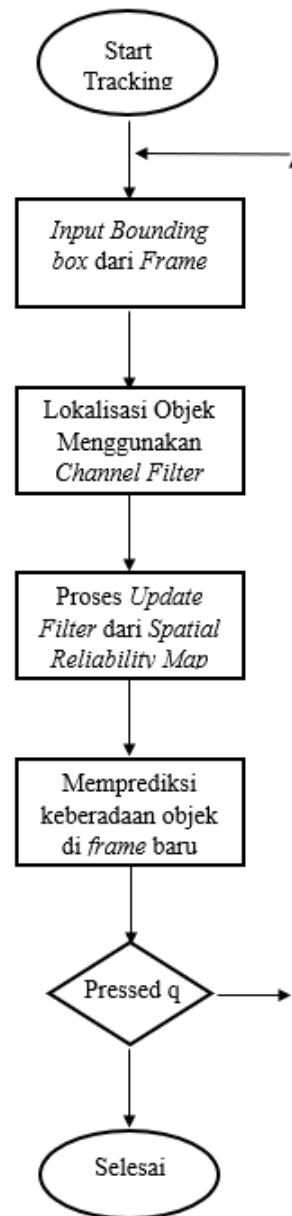 Start
Tracking
Input Bounding
box dari Frame
Lokalisasi Objek
Menggunakan
Channel Filter
Proses Update
Filter dari Spatial
Reliability Map
Memprediksi
keberadaan objek
di frame baru
Pressed q
Selesai